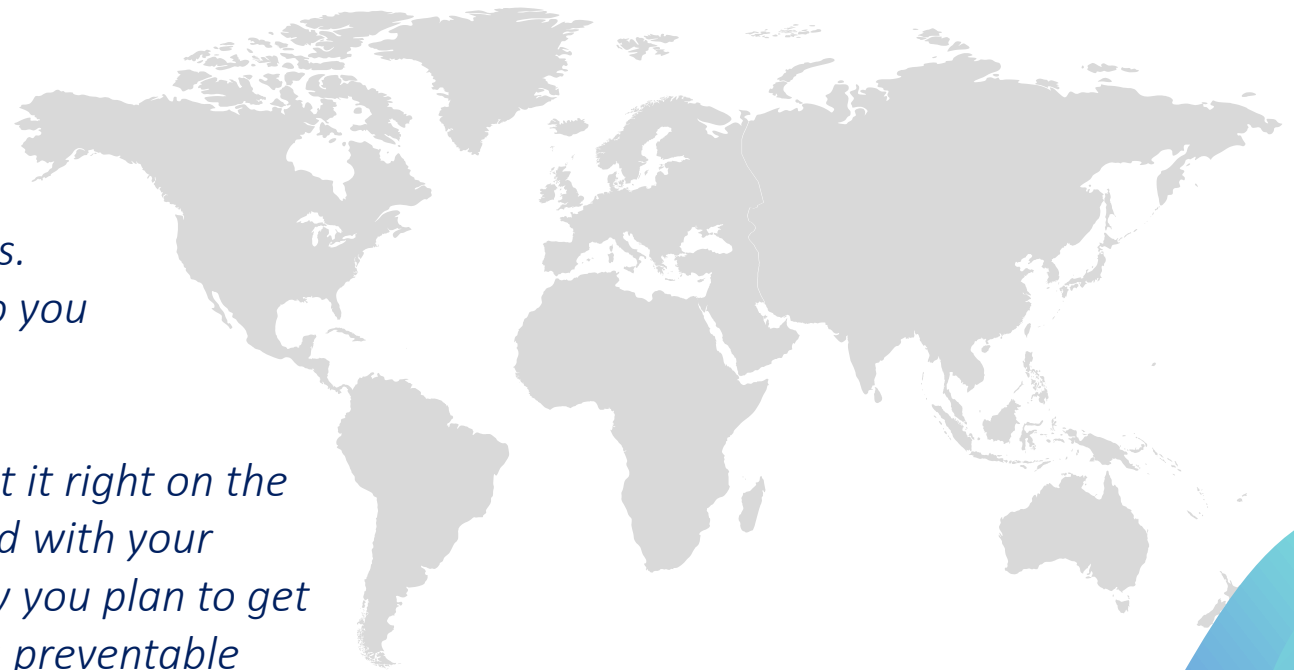 s.
o you
t it right on the
d with your
y you plan to get
preventable